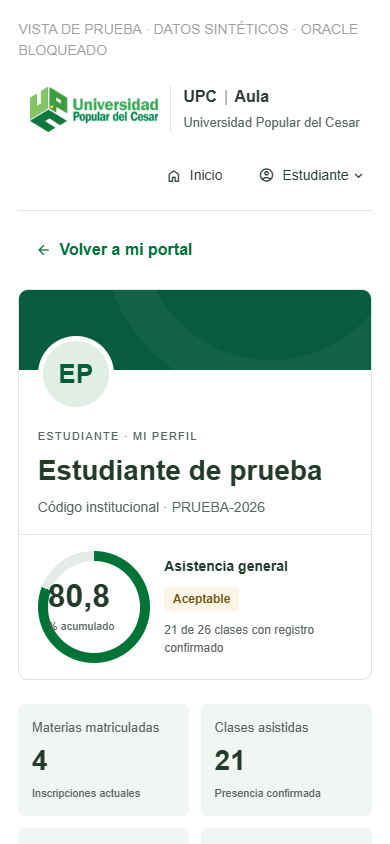 VISTA DE PRUEBA · DATOS SINTÉTICOS · ORACLE
BLOQUEADO
Universidad
Popular del Cesar
UPC | Aula
Universidad Popular del Cesar
Inicio
Estudiante
Volver a mi portal
EP
ESTUDIANTE · MI PERFIL
Estudiante de prueba
Código institucional · PRUEBA-2026
80,8
% acumulado
Asistencia general
Aceptable
21 de 26 clases con registro
confirmado
Materias matriculadas
4
Inscripciones actuales
Clases asistidas
21
Presencia confirmada